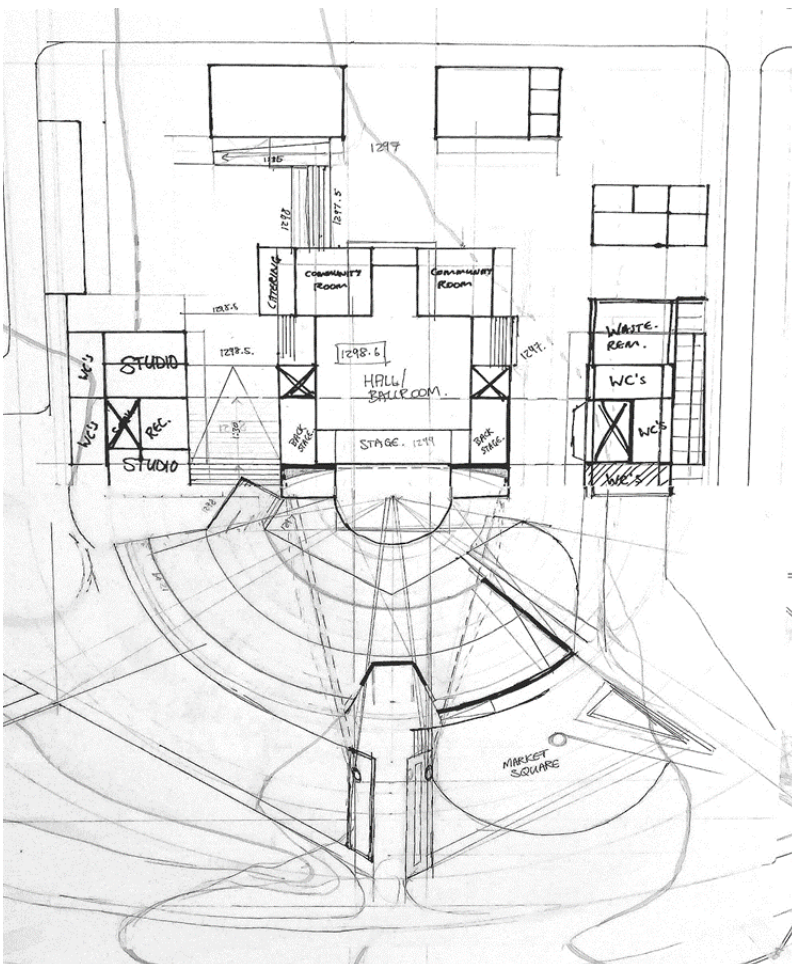 1297
1298
1297.5
CATERING
COMMUNITY
ROOM
COMMUNITY
ROOM
1298.5
1298.5.
1298.6
HALL/
BALLROOM.
1297.
WASTE.
REM.
WC's
STUDIO
WC's
WC's
REC.
BACK
STAGE.
STAGE. 1299
BACK
STAGE.
WC's
STUDIO
WC's
MARKET
SQUARE